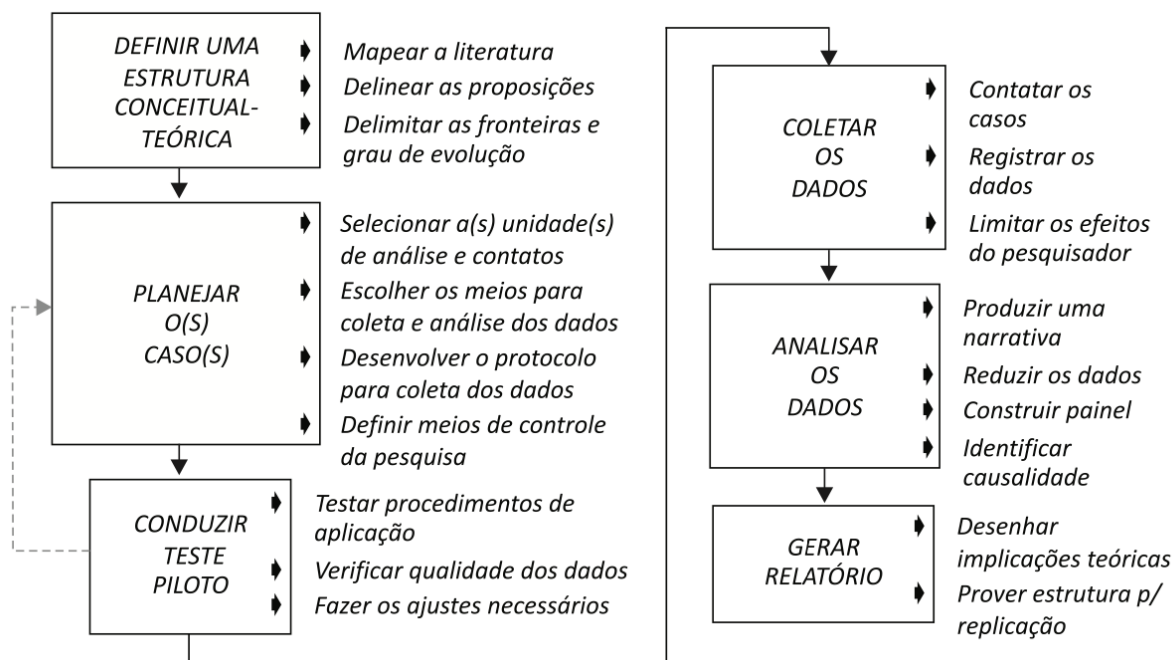 DEFINIR UMA
ESTRUTURA
CONCEITUAL-
TEÓRICA
Mapear a literatura
Delinear as proposições
Delimitar as fronteiras e
grau de evolução
PLANEJAR
O(S)
CASO(S)
Selecionar a(s) unidade(s)
de análise e contatos
Escolher os meios para
coleta e análise dos dados
Desenvolver o protocolo
para coleta dos dados
Definir meios de controle
da pesquisa
CONDUZIR
TESTE
PILOTO
Testar procedimentos de
aplicação
Verificar qualidade dos dados
Fazer os ajustes necessários
COLETAR
OS
DADOS
Contatar os
casos
Registrar os
dados
Limitar os efeitos
do pesquisador
ANALISAR
OS
DADOS
Produzir uma
narrativa
Reduzir os dados
Construir painel
Identificar
causalidade
GERAR
RELATÓRIO
Desenhar
implicações teóricas
Prover estrutura p/
replicação